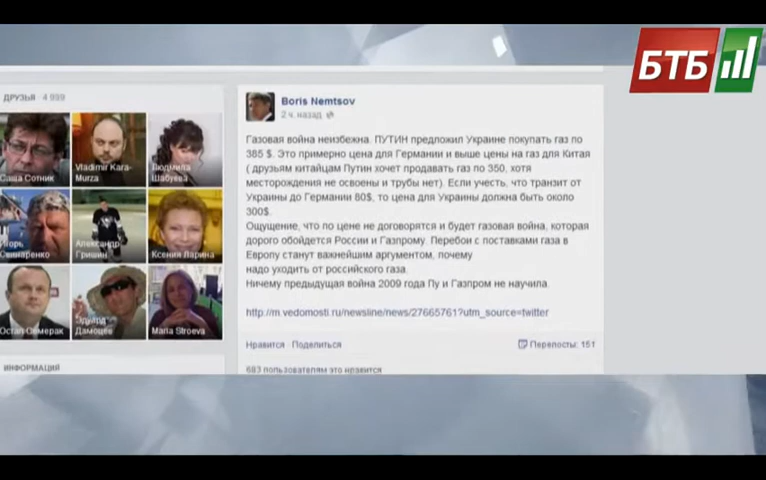 БТБ
ДРУЗЬЯ 4 999
Саша Сотник
Vladimir Kara-
Murza
Людмила
Шабуева
Игорь
Свинаренко
Александр
Гришин
Ксения Ларина
Остап Семерак
Эдуард
Дамоцев
Maria Stroeva
ИНФОРМАЦИЯ
Boris Nemtsov
2 ч. назад
Газовая война неизбежна. ПУТИН предложил Украине покупать газ по
385 $. Это примерно цена для Германии и выше цены на газ для Китая
( друзьям китайцам Путин хочет продавать газ по 350, хотя
месторождения не освоены и трубы нет). Если учесть, что транзит от
Украины до Германии 80$, то цена для Украины должна быть около
300$.
Ощущение, что по цене не договорятся и будет газовая война, которая
дорого обойдется России и Газпрому. Перебои с поставками газа в
Европу станут важнейшим аргументом, почему
надо уходить от российского газа.
Ничему предыдущая война 2009 года Пу и Газпром не научила.
http://m.vedomosti.ru/newsline/news/27665761?utm_source=twitter
Нравится · Поделиться
Перепосты: 151
683 пользователям это нравится